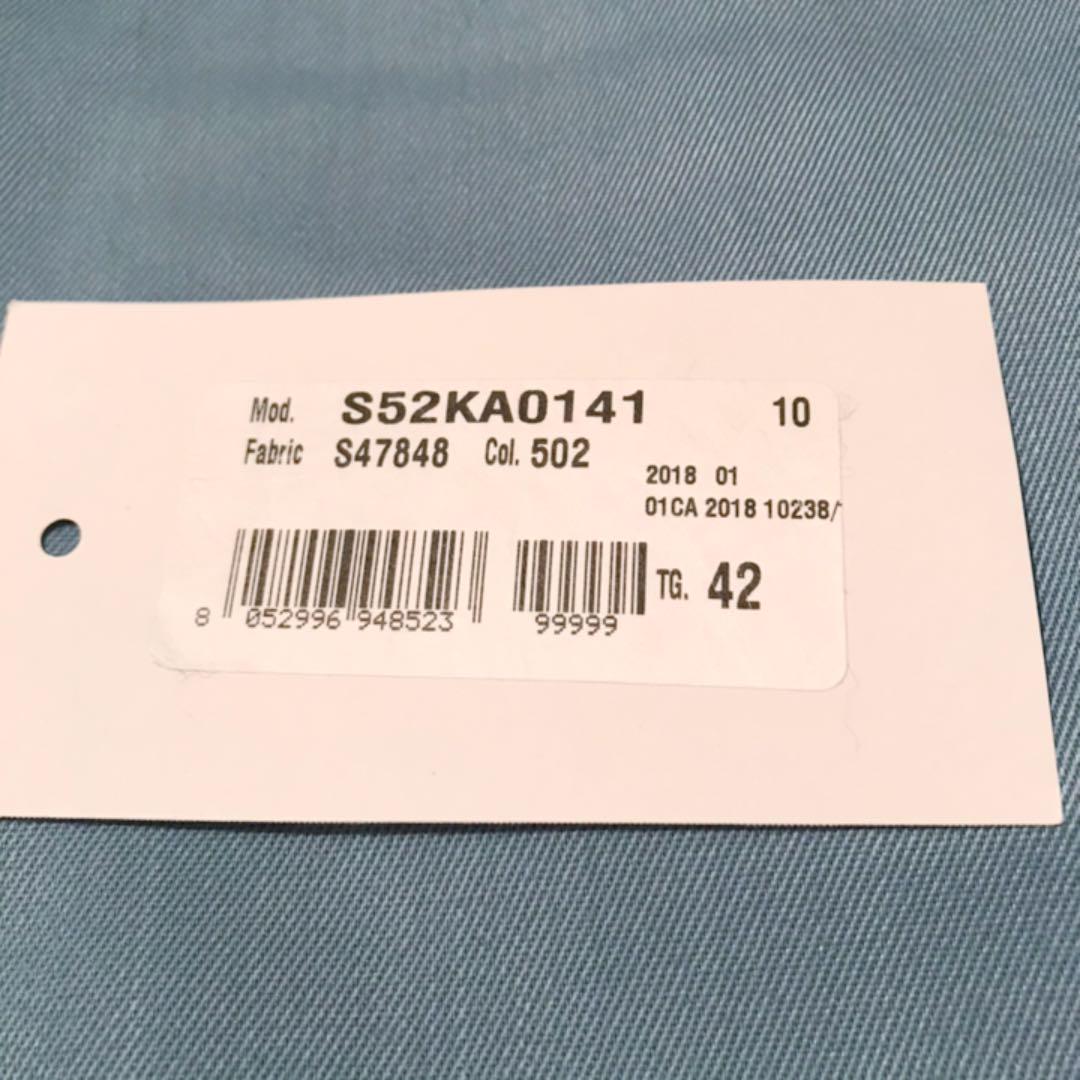 Mod. S52KA0141 10
Fabric S47848 Col. 502
2018 01
01CA 2018 10238/
TG. 42
8 052996 948523 99999